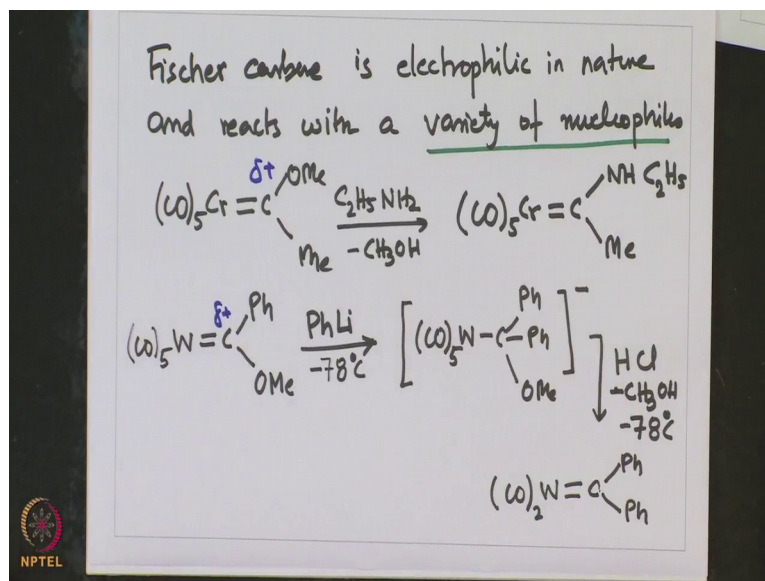 Fischer carbene is electrophilic in nature
and reacts with a variety of nucleophiles
(CO)5Cr=C δ+ OMe Me C2H5NH2 -CH3OH (CO)5Cr=C NHC2H5 Me
(CO)5W=C δ+ Ph OMe PhLi -78°C [(CO)5W-C-Ph Ph OMe]-
HCl
-CH3OH
-78°C
(CO)2W=C Ph Ph
NPTEL